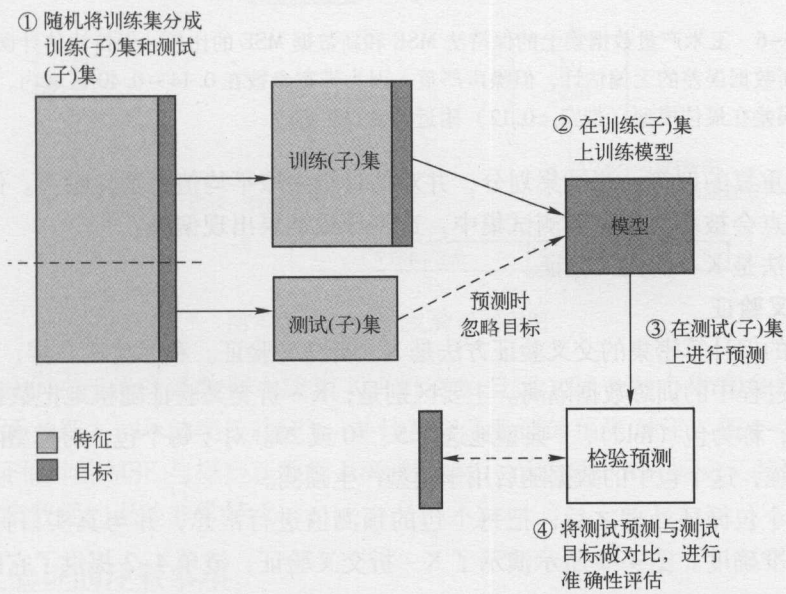 ① 随机将训练集分成
训练(子)集和测试
(子)集
训练(子)集
② 在训练(子)集
上训练模型
模型
测试(子)集
预测时
忽略目标
③ 在测试(子)集
上进行预测
特征
目标
检验预测
④ 将测试预测与测试
目标做对比，进行
准确性评估